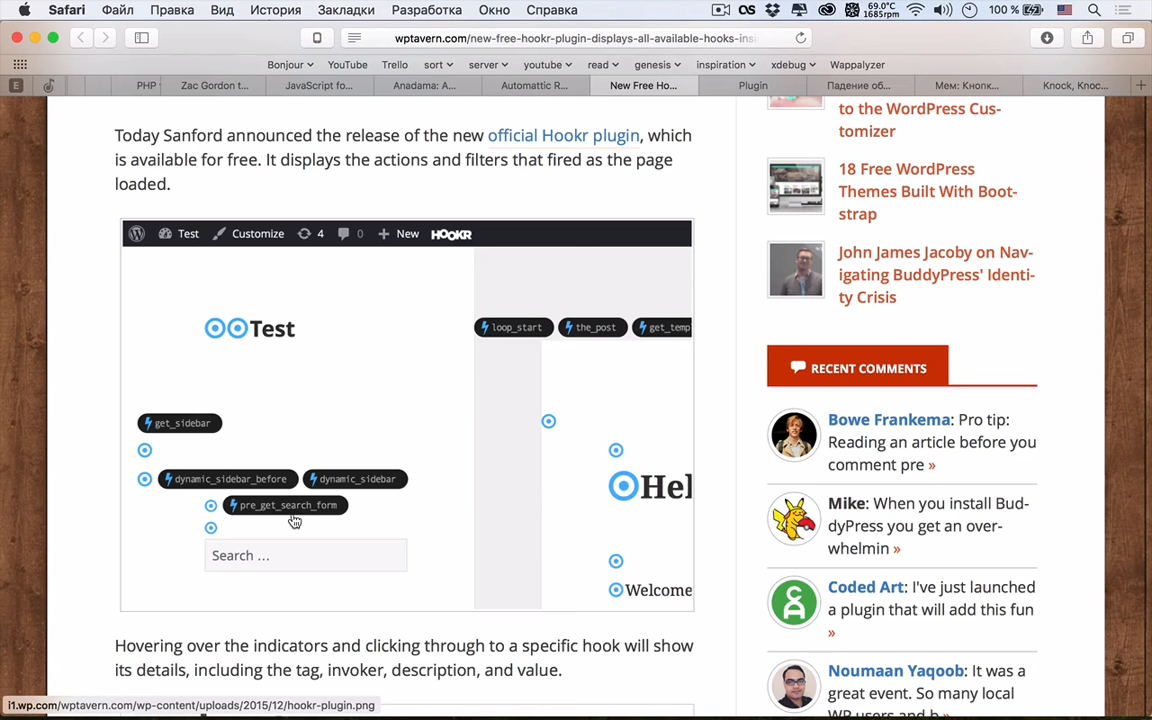 Safari Файл Правка Вид История Закладки Разработка Окно Справка 69.0°C 1685rpm 100 %
wptavern.com/new-free-hookr-plugin-displays-all-available-hooks-ins
Bonjour YouTube Trello sort server youtube read genesis inspiration xdebug Wappalyzer
PHP Zac Gordon t... JavaScript fo... Anadama: A... Automattic R... New Free Ho... Plugin Падение об... Мем: Кнопк... Knock, Knoc...
Today Sanford announced the release of the new official Hookr plugin, which
is available for free. It displays the actions and filters that fired as the page
loaded.
Test Customize 4 0 New HOOKR
Test
loop_start the_post get_temp
get_sidebar
dynamic_sidebar_before dynamic_sidebar
pre_get_search_form
Search ...
Hel
Welcome
Hovering over the indicators and clicking through to a specific hook will show
its details, including the tag, invoker, description, and value.
to the WordPress Cus-
tomizer
18 Free WordPress
Themes Built With Boot-
strap
John James Jacoby on Nav-
igating BuddyPress' Identi-
ty Crisis
RECENT COMMENTS
Bowe Frankema: Pro tip:
Reading an article before you
comment pre »
Mike: When you install Bud-
dyPress you get an over-
whelmin »
Coded Art: I've just launched
a plugin that will add this fun
»
Noumaan Yaqoob: It was a
great event. So many local
WP users and b »
i1.wp.com/wptavern.com/wp-content/uploads/2015/12/hookr-plugin.png